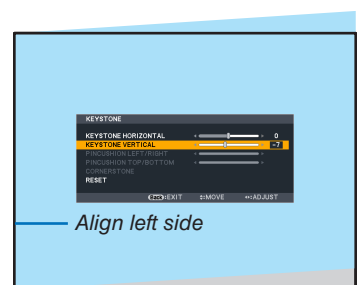 KEYSTONE
KEYSTONE HORIZONTAL 0
KEYSTONE VERTICAL -7
PINCUSHION LEFT/RIGHT
PINCUSHION TOP/BOTTOM
CORNERSTONE
RESET
Back:EXIT ↕:MOVE ↔:ADJUST
Align left side